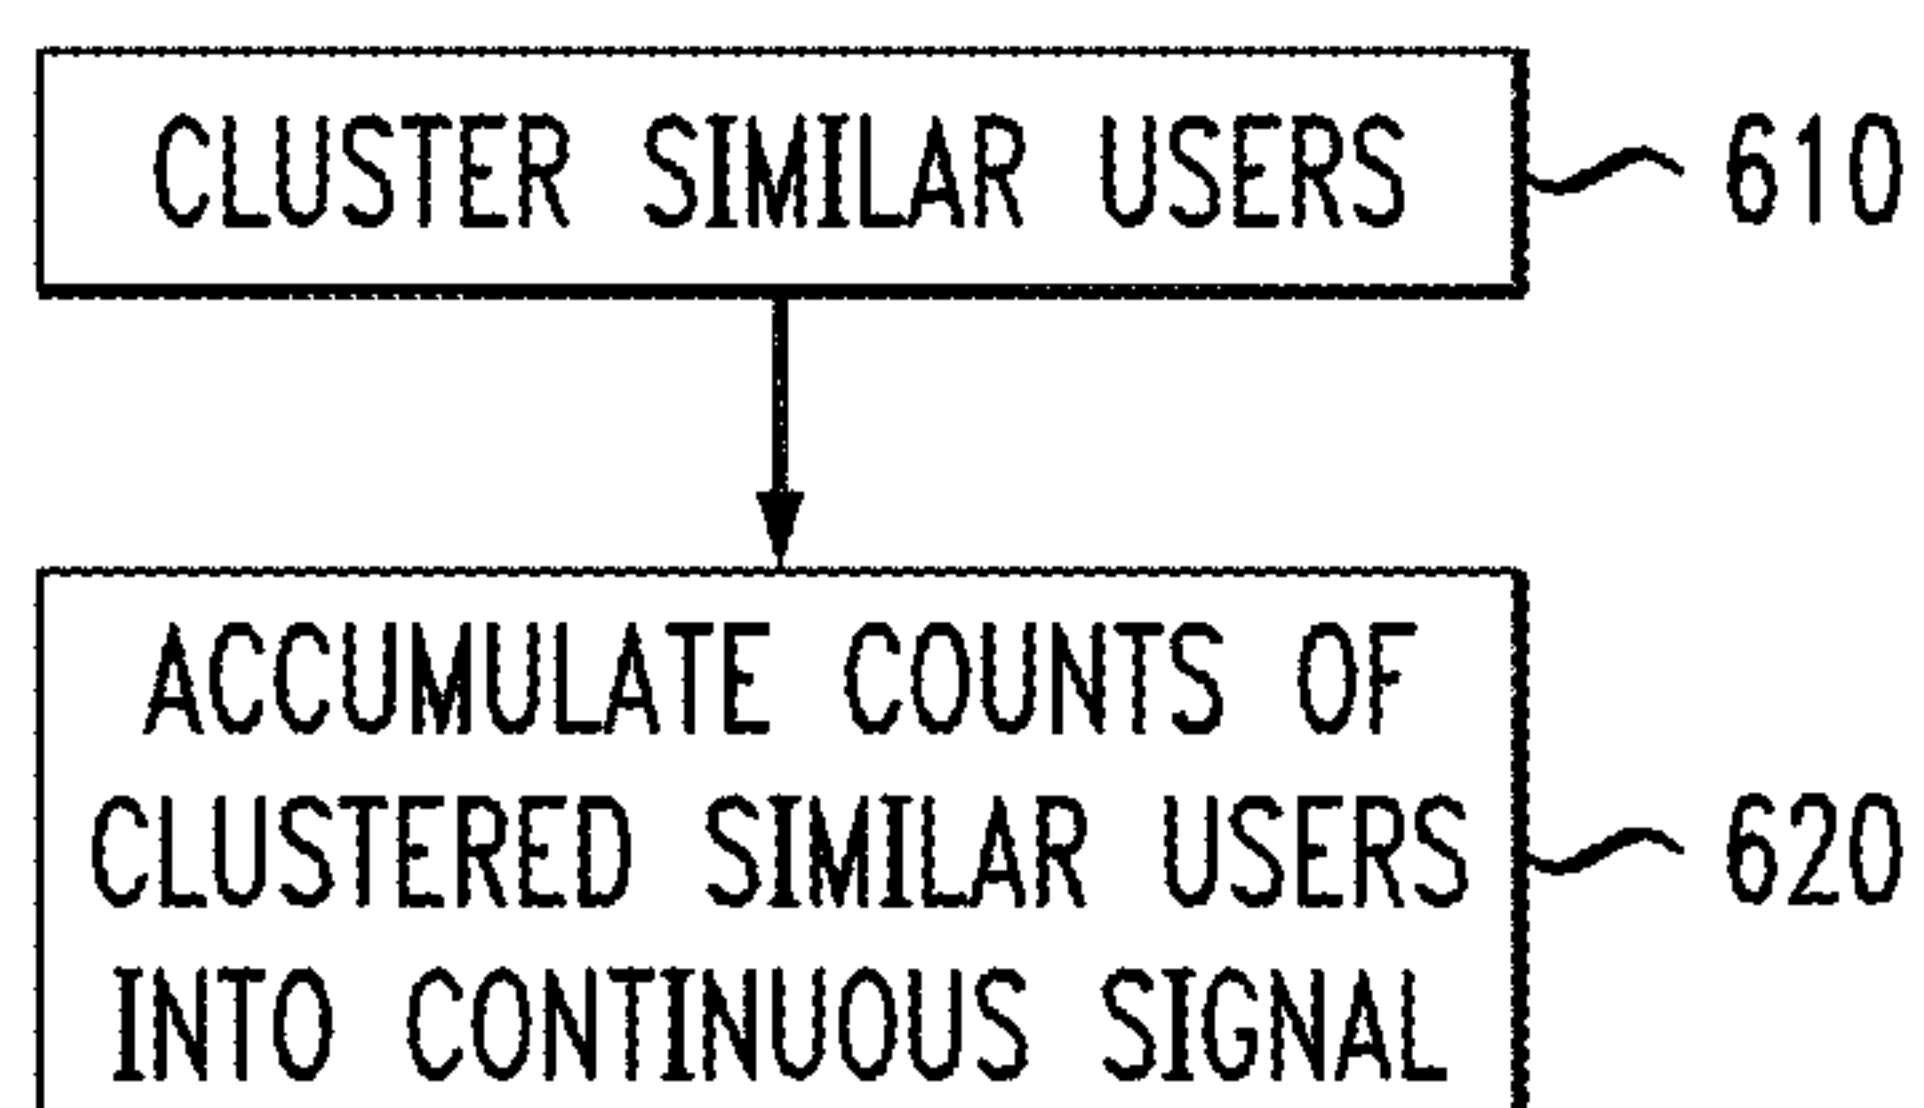 CLUSTER SIMILAR USERS
610
ACCUMULATE COUNTS OF
CLUSTERED SIMILAR USERS
620
INTO CONTINUOUS SIGNAL